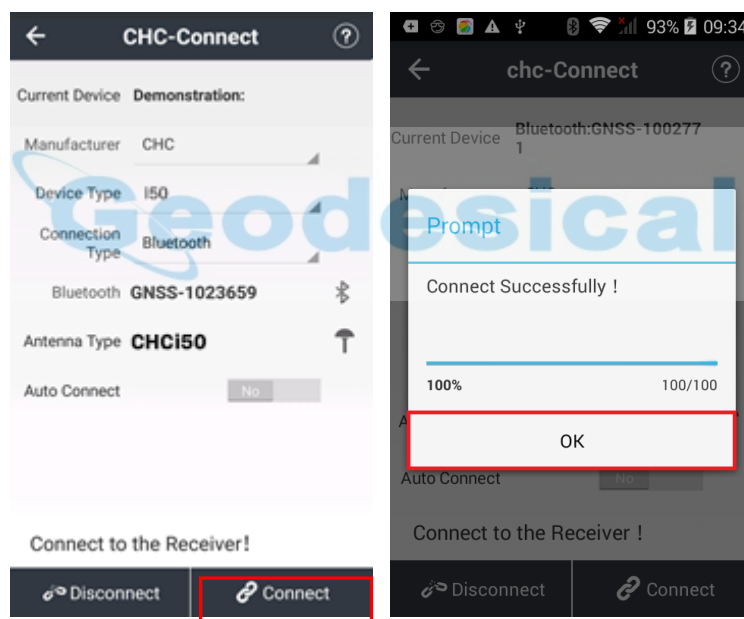 CHC-Connect
?
Current Device Demonstration:
Manufacturer CHC
Device Type I50
Connection
Type
Bluetooth
Bluetooth GNSS-1023659
Antenna Type CHCi50
Auto Connect No
Connect to the Receiver!
Disconnect Connect
93% 09:34
chc-Connect
?
Current Device
Bluetooth:GNSS-100277
1
Prompt
Connect Successfully !
100% 100/100
OK
Auto Connect No
Connect to the Receiver !
Disconnect Connect
Geodesical